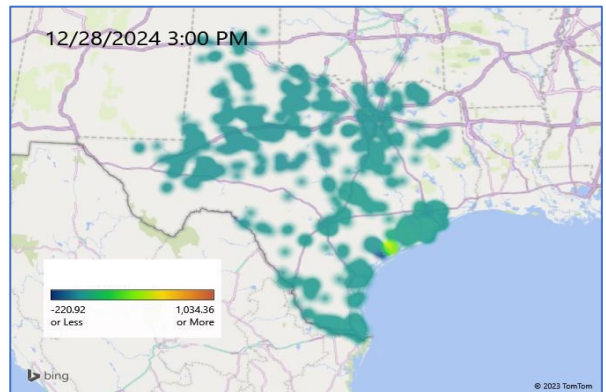 12/28/2024 3:00 PM
-220.92 1,034.36
or Less or More
bing
© 2023 TomTom